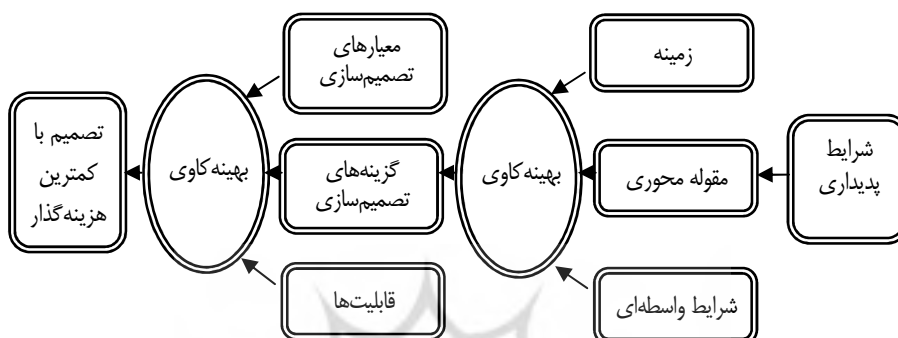 زمینه
شرایط
پدیداری
مقوله محوری
شرایط واسطه‌ای
بهینه‌کاوی
معیارهای
تصمیم‌سازی
گزینه‌های
تصمیم‌سازی
قابلیت‌ها
بهینه‌کاوی
تصمیم با
کمترین
هزینه‌گذار